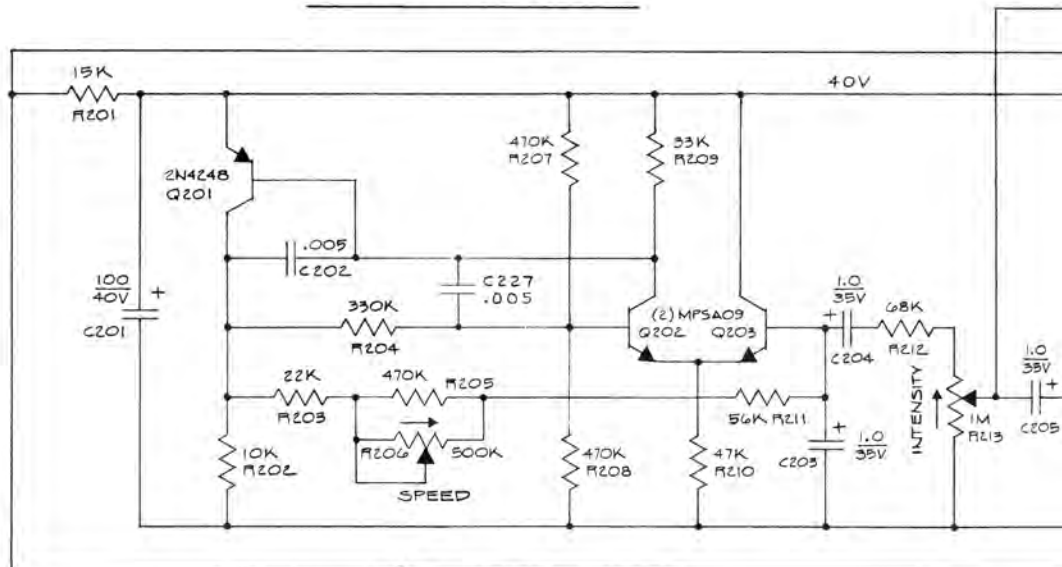 15K
R201
40V
2N4248
Q201
470K
R207
33K
R209
.005
C202
C227
.005
100
40V
+
C201
330K
R204
(2) MPSA09
Q202
Q203
1.0
35V
+
C204
68K
R212
22K
R203
470K
R205
R206
500K
SPEED
56K R211
INTENSITY
1M
R213
1.0
35V
+
C205
10K
R202
470K
R208
47K
R210
+
1.0
35V
C203